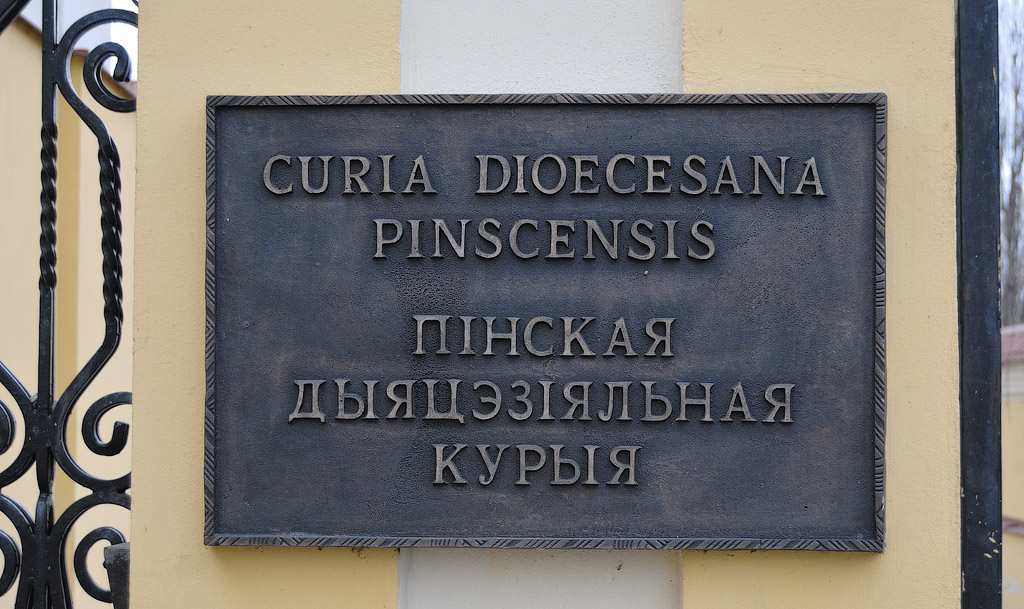 CURIA DIOECESANA
PINSCENSIS
ПІНСКАЯ
ДЫЯЦЭЗІЯЛЬНАЯ
КУРЫЯ